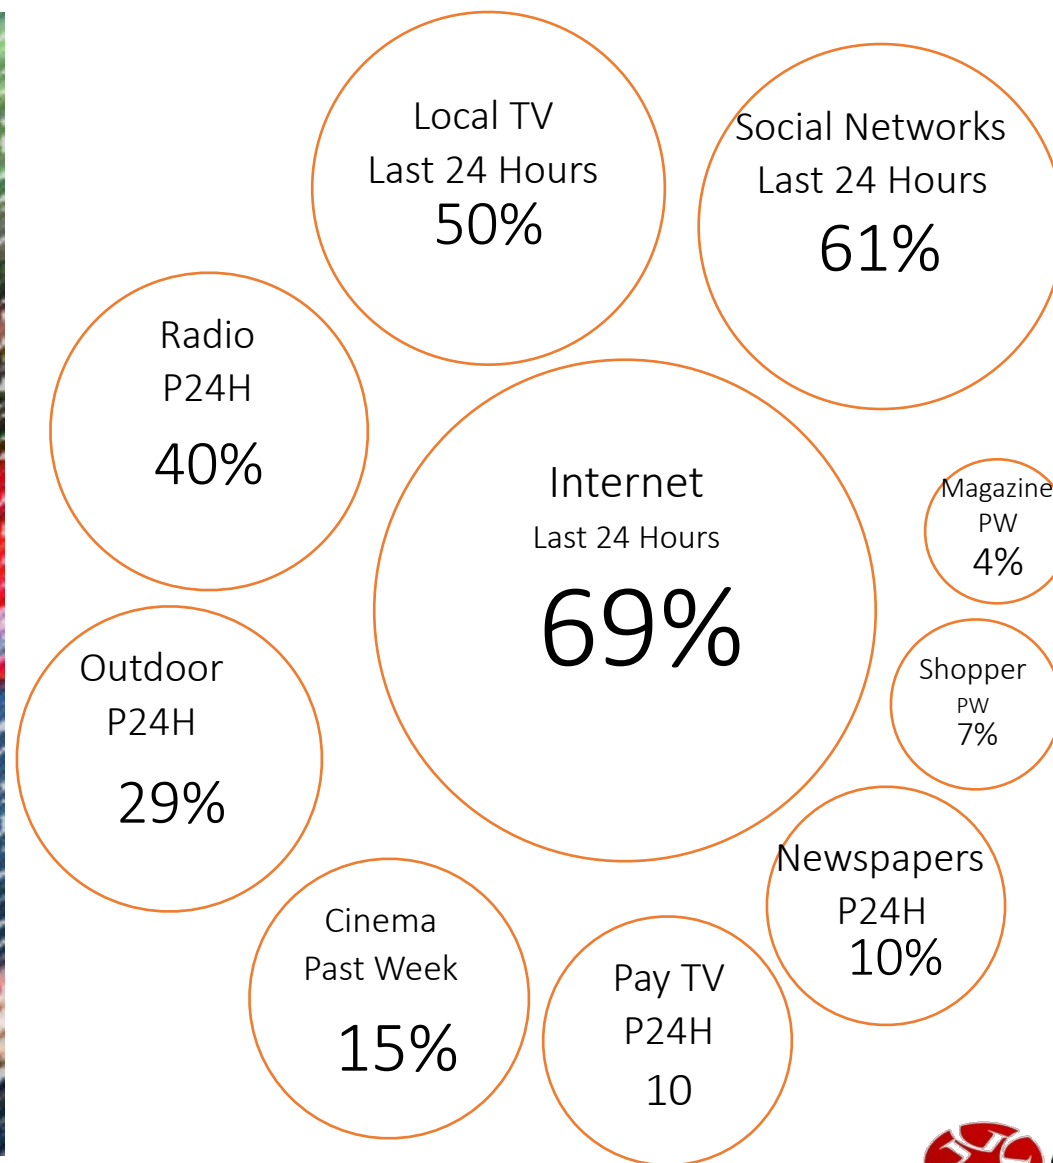 Local TV
Last 24 Hours
50%
Social Networks
Last 24 Hours
61%
Radio
P24H
40%
Internet
Last 24 Hours
69%
Magazine
PW
4%
Outdoor
P24H
29%
Shopper
PW
7%
Newspapers
P24H
10%
Cinema
Past Week
15%
Pay TV
P24H
10